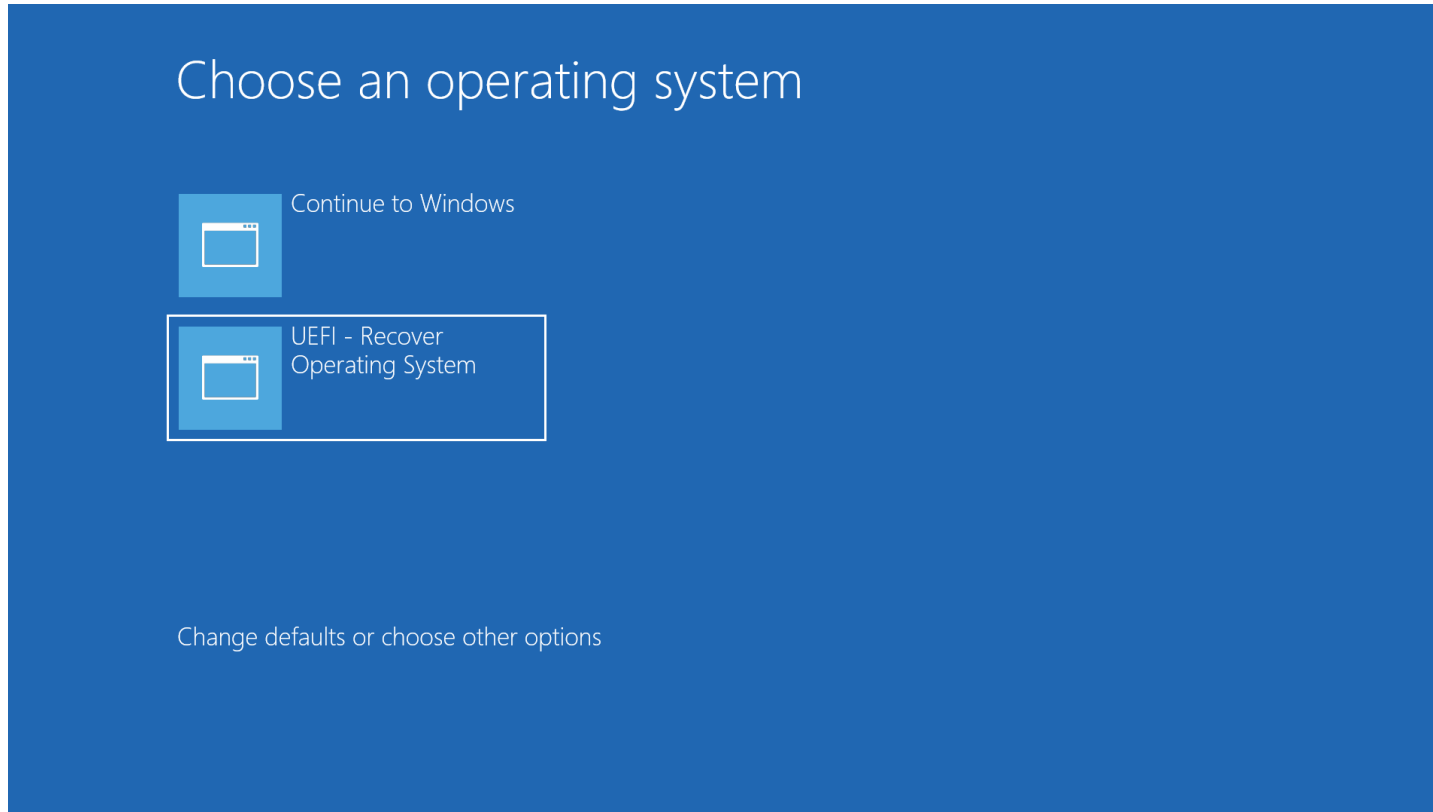 Choose an operating system
Continue to Windows
UEFI - Recover
Operating System
Change defaults or choose other options